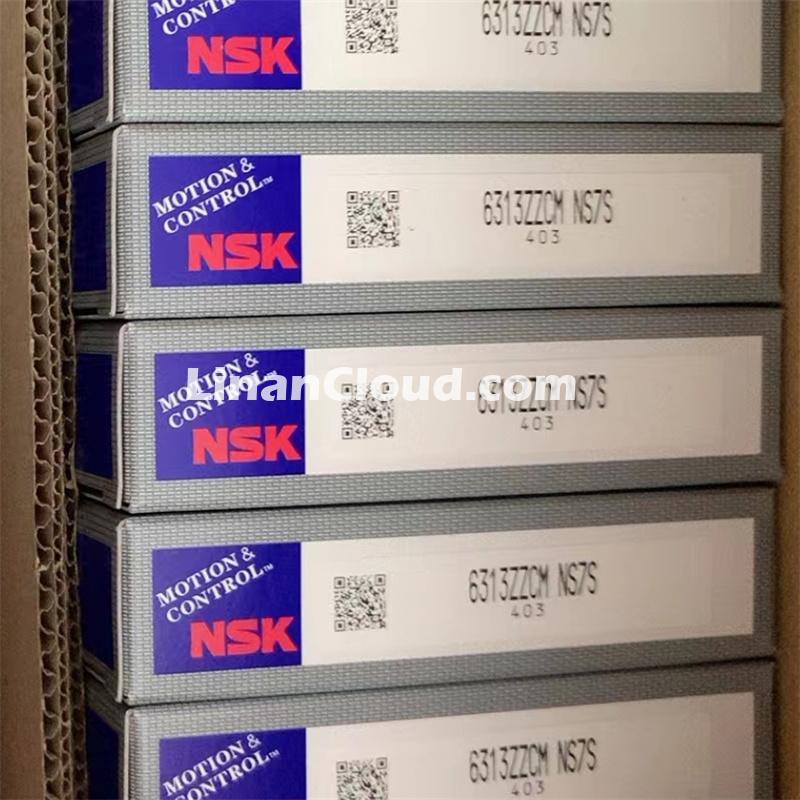 MOTION &
CONTROL
NSK
6313ZZCM NS7S
403
MOTION &
CONTROL™
NSK
6313ZZCM NS7S
403
MOTION &
CONTROL™
NSK
6313ZZCM NS7S
403
LinanCloud.com
MOTION &
CONTROL™
NSK
6313ZZCM NS7S
403
MOTION &
CONTROL™
6313ZZCM NS7S
403